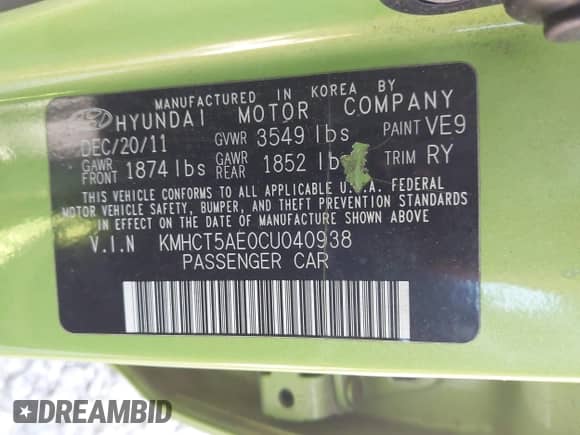 MANUFACTURED IN KOREA BY
HYUNDAI MOTOR COMPANY
DEC/20/11 GVWR 3549 lbs PAINT VE9
GAWR FRONT 1874 lbs GAWR REAR 1852 lbs TRIM RY
THIS VEHICLE CONFORMS TO ALL APPLICABLE U.S.A. FEDERAL
MOTOR VEHICLE SAFETY, BUMPER, AND THEFT PREVENTION STANDARDS
IN EFFECT ON THE DATE OF MANUFACTURE SHOWN ABOVE.
V.I.N KMHCT5AE0CU040938
PASSENGER CAR
DREAMBID